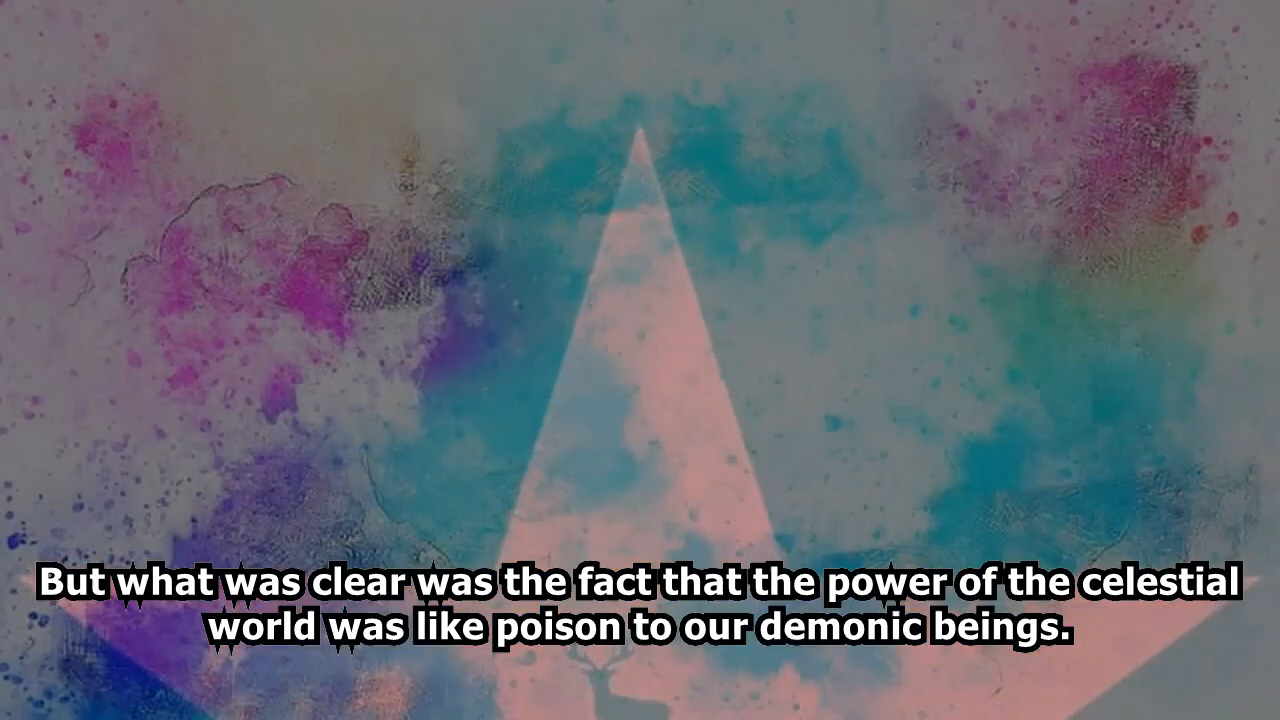 But what was clear was the fact that the power of the celestial
world was like poison to our demonic beings.